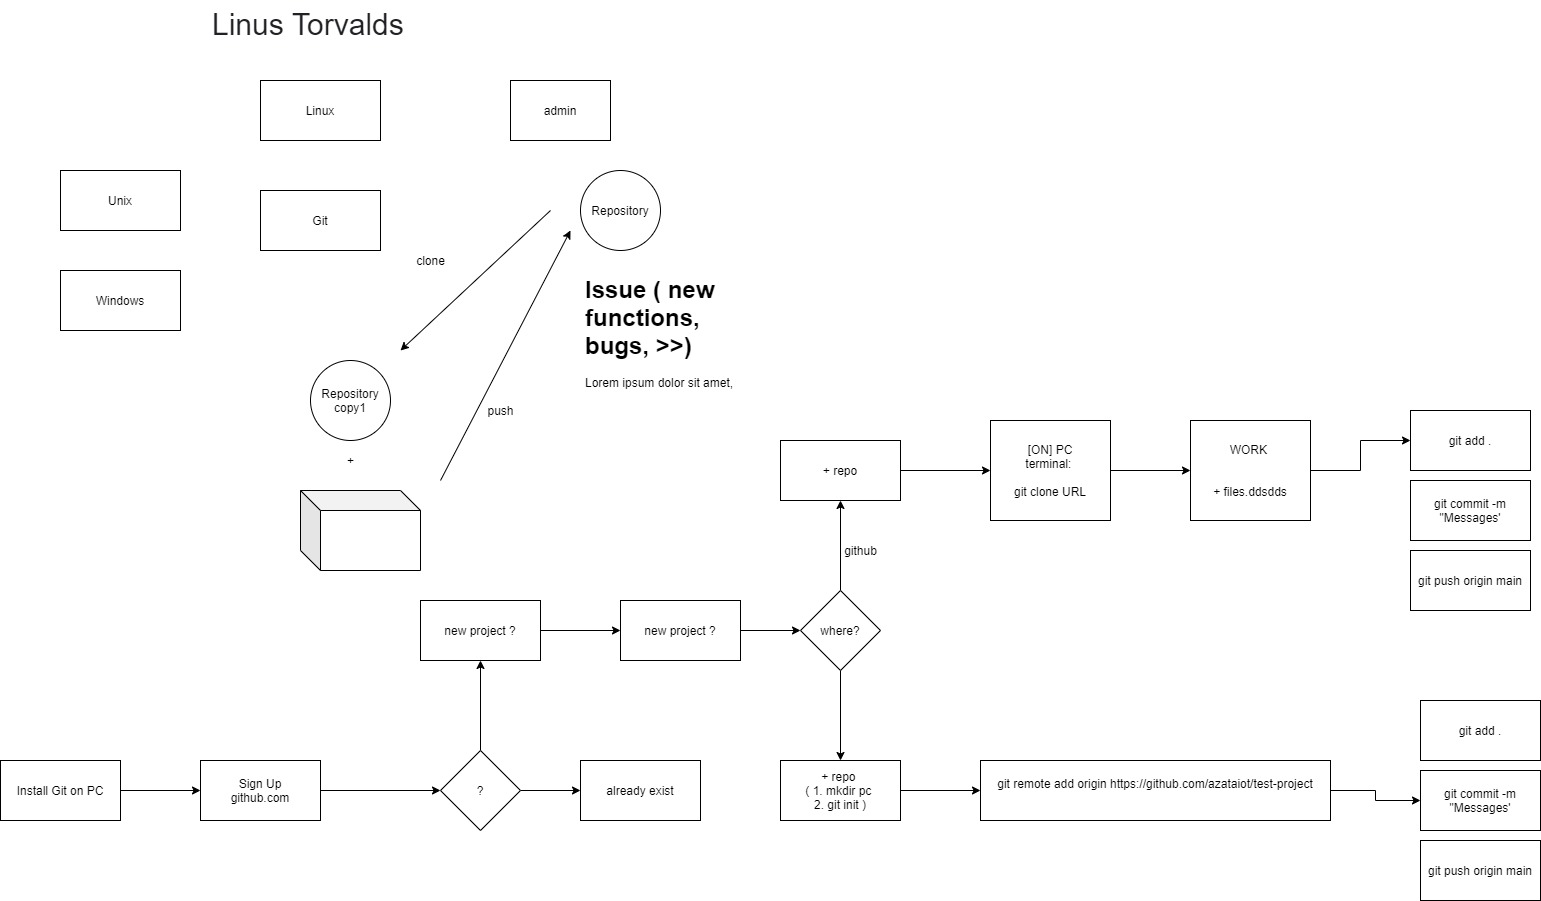 Linus Torvalds
Linux
admin
Unix
Git
Repository
clone
Windows
Issue ( new
functions,
bugs, >>)
Lorem ipsum dolor sit amet,
Repository
copy1
push
+
+ repo
[ON] PC
terminal:
git clone URL
WORK
+ files.ddsdds
git add .
git commit -m
"Messages'
git push origin main
github
new project ?
new project ?
where?
Install Git on PC
Sign Up
github.com
?
already exist
+ repo
( 1. mkdir pc
2. git init )
git remote add origin https://github.com/azataiot/test-project
git add .
git commit -m
"Messages'
git push origin main